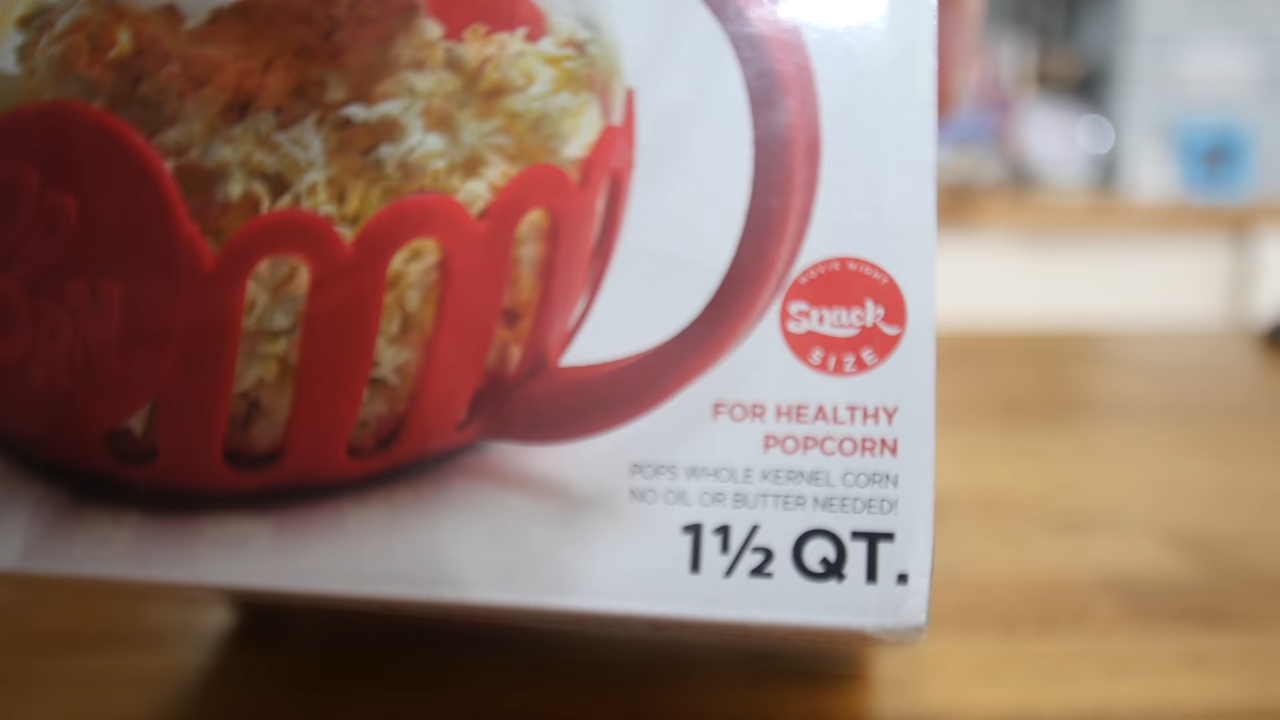 MOVIE NIGHT
Snack
SIZE
FOR HEALTHY
POPCORN
POPS WHOLE KERNEL CORN
NO OIL OR BUTTER NEEDED!
1½ QT.